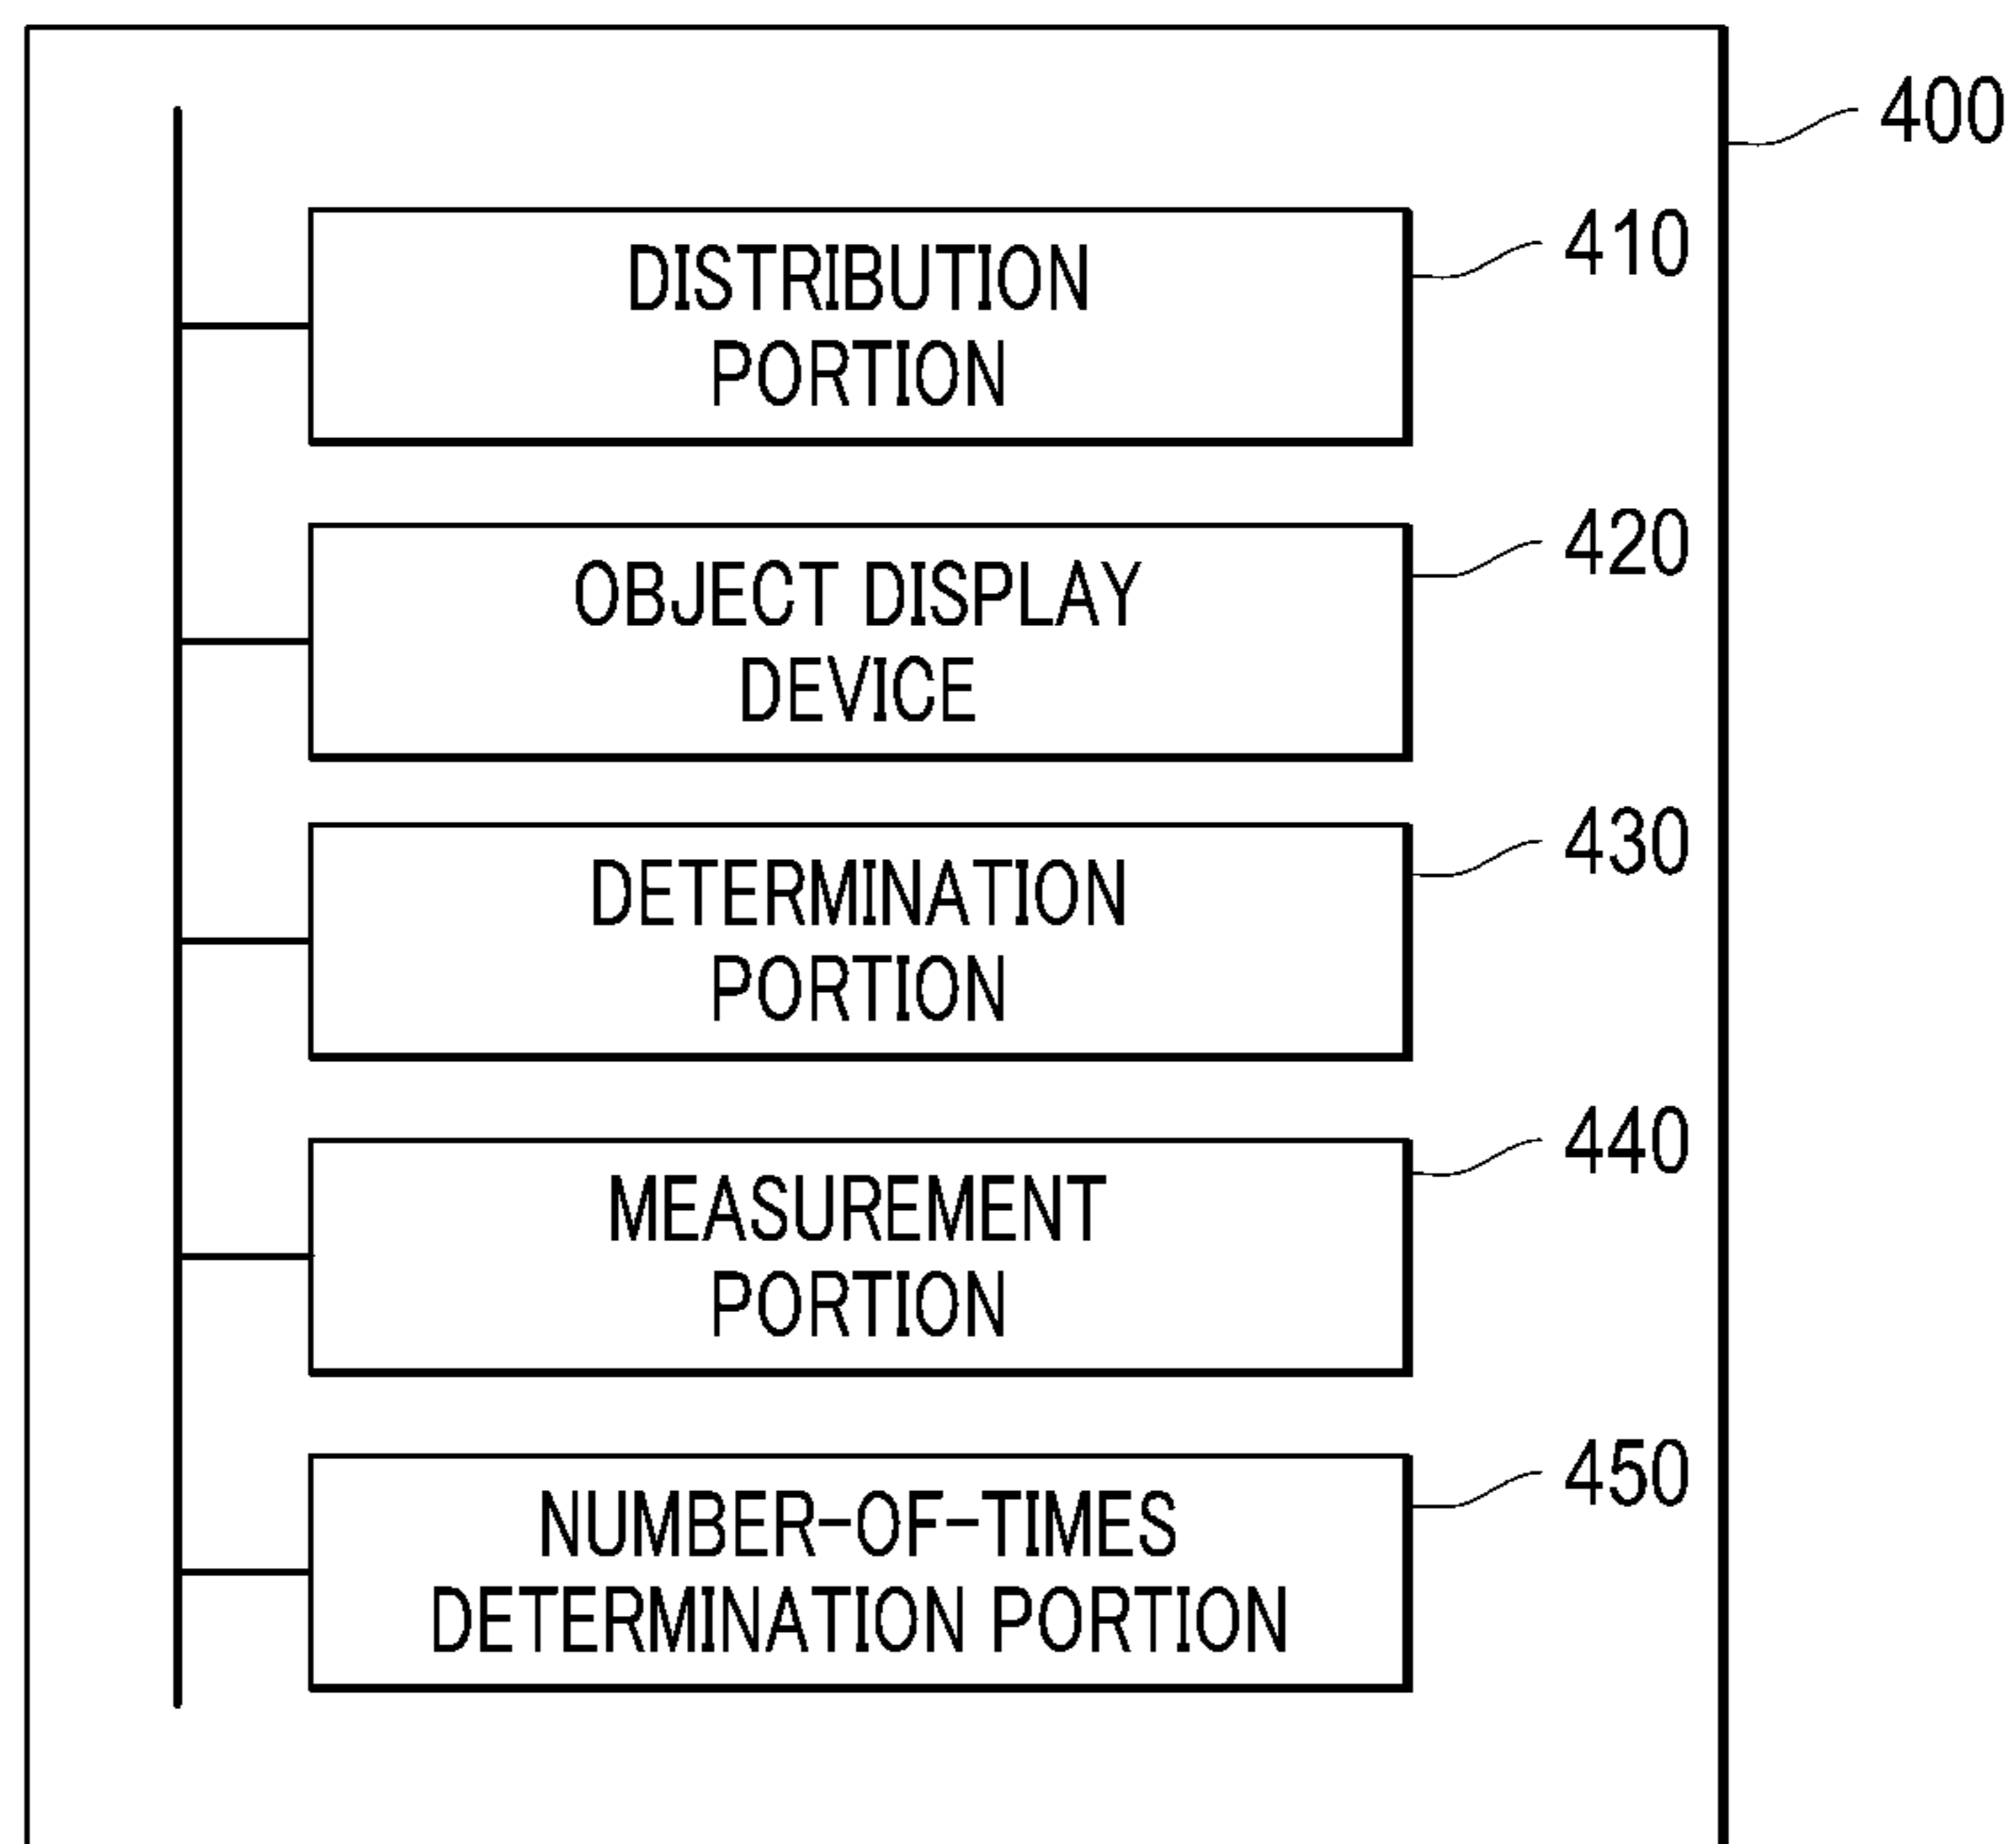 400
DISTRIBUTION
PORTION
410
OBJECT DISPLAY
DEVICE
420
DETERMINATION
PORTION
430
MEASUREMENT
PORTION
440
NUMBER-OF-TIMES
DETERMINATION PORTION
450